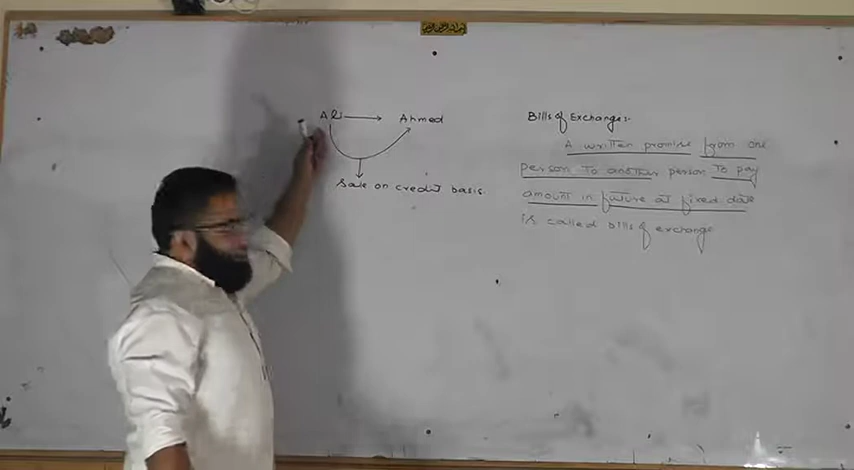 Ali → Ahmed
Sale on credit basis.
Bills of Exchange:-
A written promise from one
person To another person To pay
amount in future at fixed date
is called bills of exchange